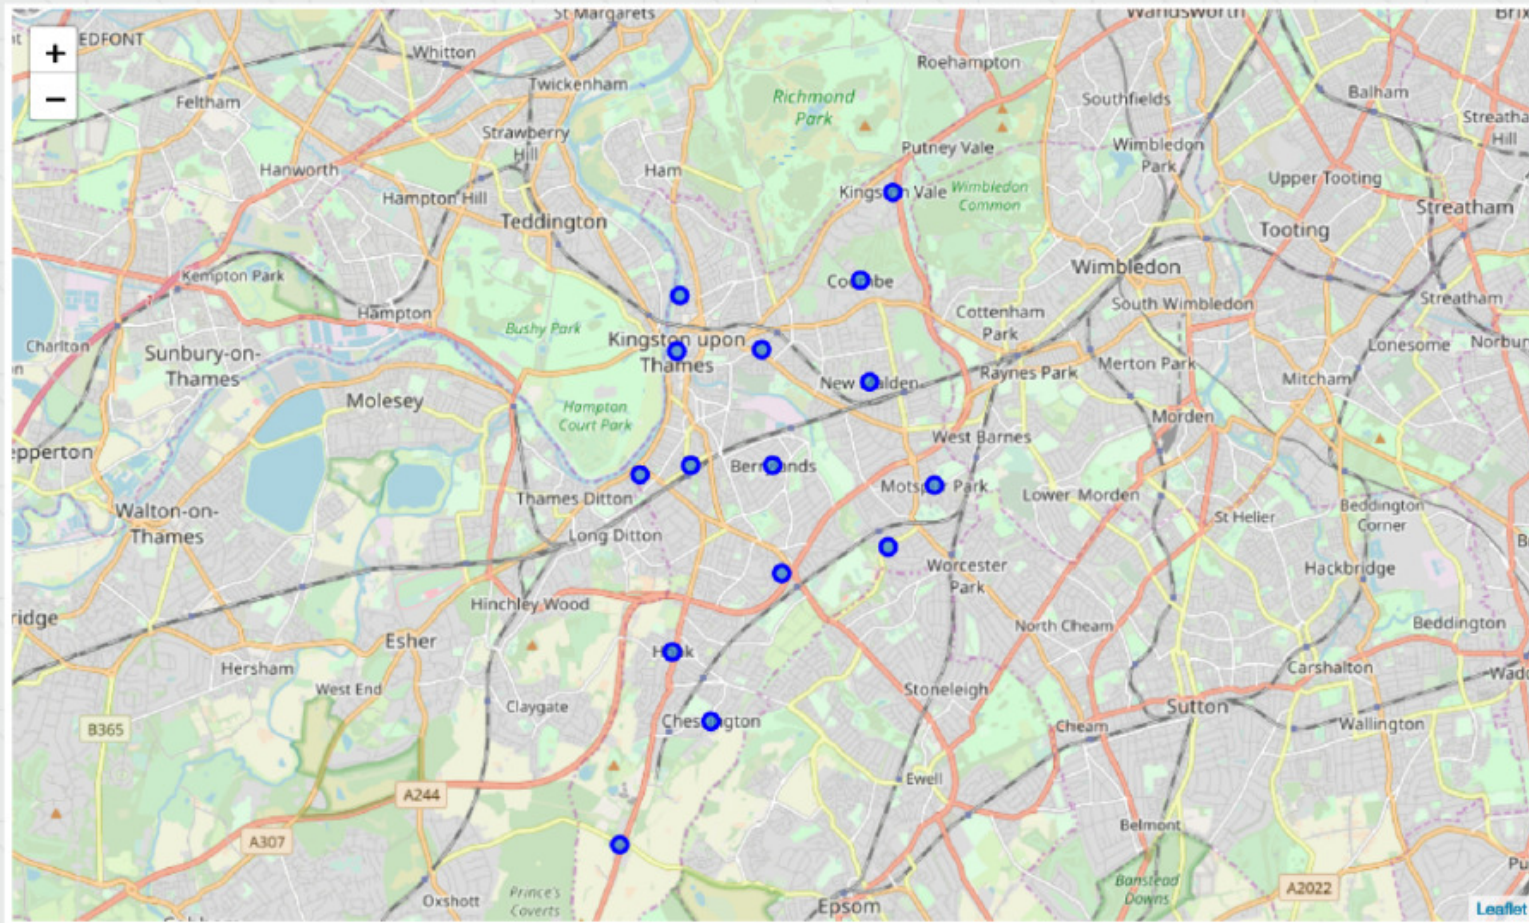 St Margarets
Wandsworth
EDFONT
Whitton
Roehampton
+
−
Twickenham
Feltham
Richmond
Park
Southfields
Balham
Strawberry
Hill
Putney Vale
Wimbledon
Park
Hill
Hanworth
Ham
Upper Tooting
Hampton Hill
Vale
Wimbledon
Common
Streatham
Teddington
Tooting
Kempton Park
Wimbledon
Hampton
Bushy Park
Cottenham
Park
South Wimbledon
Streatham
Charlton
Sunbury-on-
Thames
Kingston upon
Thames
Lonesome
Raynes Park
Merton Park
Mitcham
Molesey
Hampton
Court Park
Morden
epperton
West Barnes
Thames Ditton
Park
Lower Morden
Walton-on-
Thames
St Helier
Beddington
Corner
Long Ditton
Worcester
Park
Hackbridge
Hinchley Wood
ridge
North Cheam
Beddington
Esher
Hersham
Carshalton
West End
Stoneleigh
Claygate
Sutton
B365
Cheam
Wallington
Ewell
A244
A307
Belmont
Oxshott
Prince's
Coverts
Epsom
Banstead
Downs
A2022
Leaflet